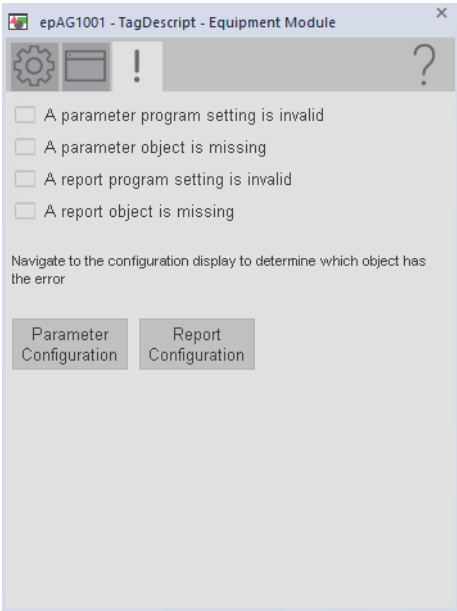 epAG1001 - TagDescript - Equipment Module
!
?
A parameter program setting is invalid
A parameter object is missing
A report program setting is invalid
A report object is missing
Navigate to the configuration display to determine which object has
the error
Parameter
Configuration
Report
Configuration